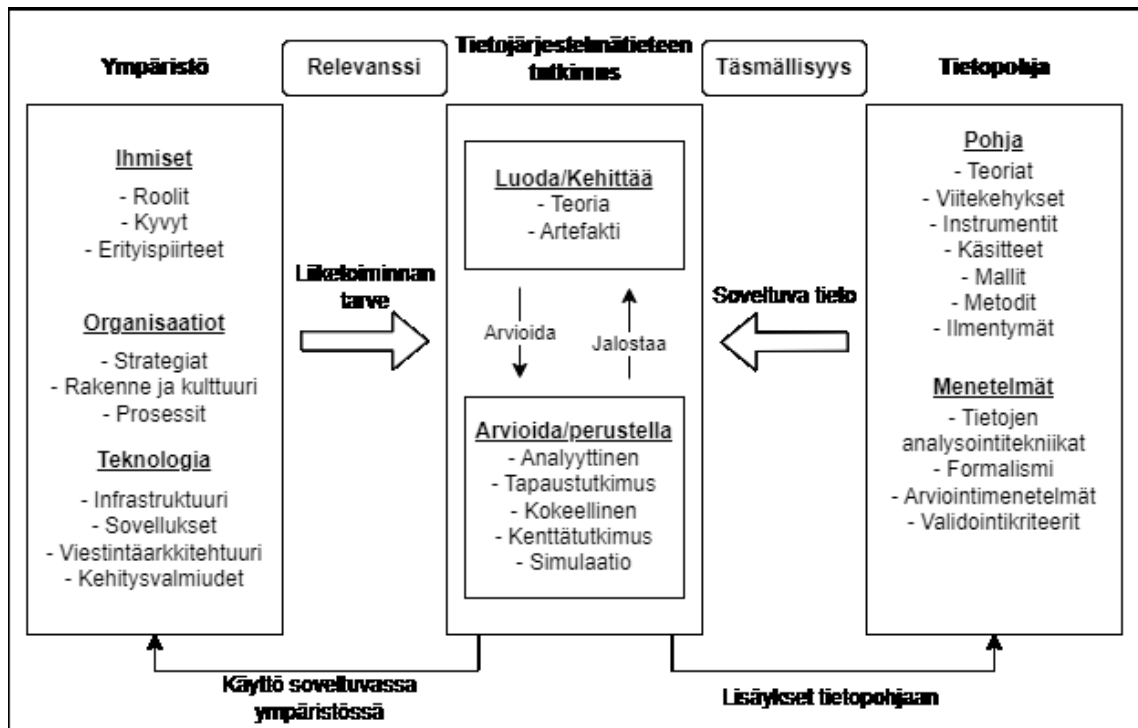 Ympäristö
Relevanssi
Tietojärjestelmätieteen
tutkimus
Täsmällisyys
Tietopohja
Ihmiset
- Roolit
- Kyvyt
- Erityispiirteet
Organisaatiot
- Strategiat
- Rakenne ja kulttuuri
- Prosessit
Teknologia
- Infrastruktuuri
- Sovellukset
- Viestintäarkkitehtuuri
- Kehitysvalmiudet
Liiketoiminnan
tarve
Luoda/Kehittää
- Teoria
- Artefakti
Arvioida
Jalostaa
Arvioida/perustella
- Analyyttinen
- Tapaustutkimus
- Kokeellinen
- Kenttätutkimus
- Simulaatio
Soveltuva tieto
Pohja
- Teoriat
- Viitekehykset
- Instrumentit
- Käsitteet
- Mallit
- Metodit
- Ilmentymät
Menetelmät
- Tietojen
analysointitekniikat
- Formalismi
- Arviointimenetelmät
- Validointikriteerit
Käyttö soveltuvassa
ympäristössä
Lisäykset tietopohjaan